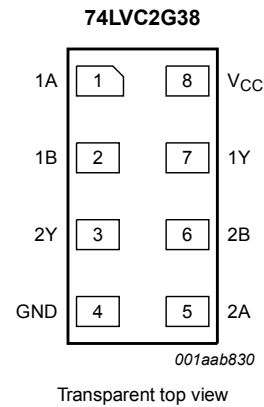 74LVC2G38
1A 1 8 VCC
1B 2 7 1Y
2Y 3 6 2B
GND 4 5 2A
001aab830
Transparent top view